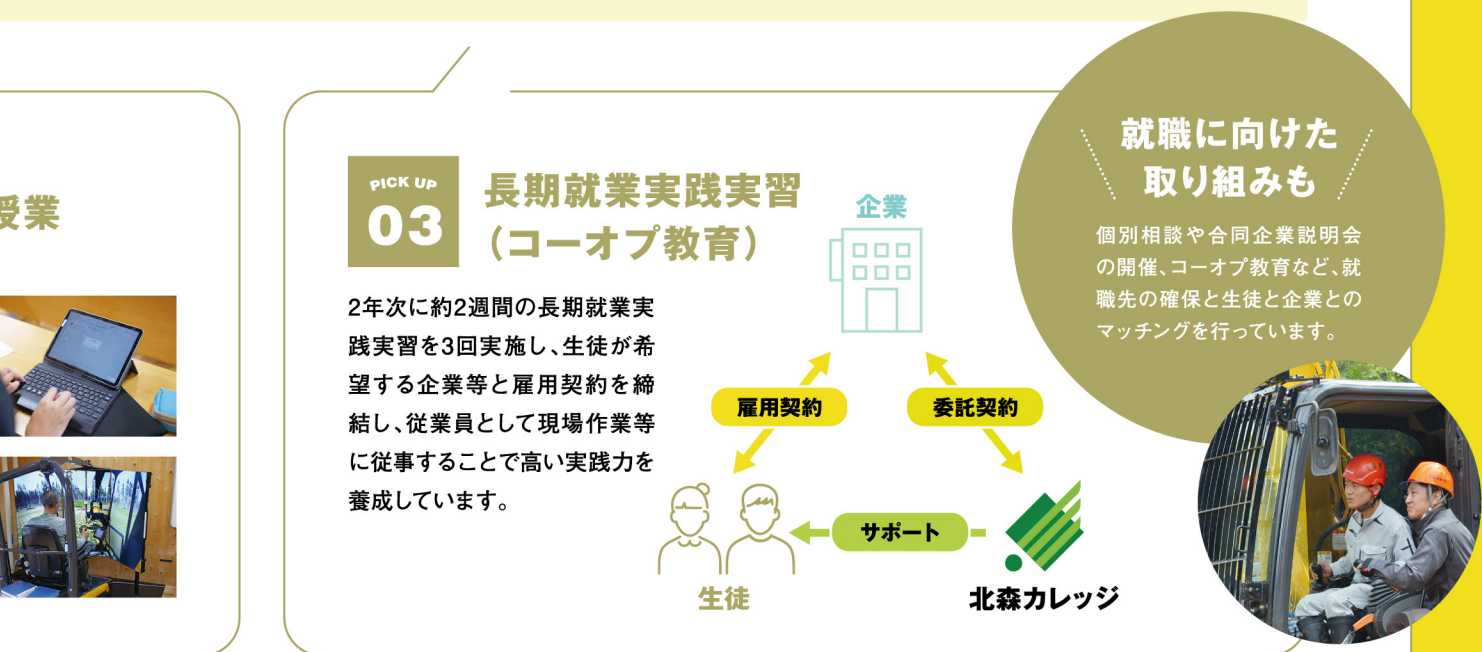 受業
PICK UP
03
長期就業実践実習
（コーオプ教育）
2年次に約2週間の長期就業実
践実習を3回実施し、生徒が希
望する企業等と雇用契約を締
結し、従業員として現場作業等
に従事することで高い実践力を
養成しています。
企業
雇用契約
委託契約
サポート
生徒
北森カレッジ
就職に向けた
取り組みも
個別相談や合同企業説明会
の開催、コーオプ教育など、就
職先の確保と生徒と企業との
マッチングを行っています。